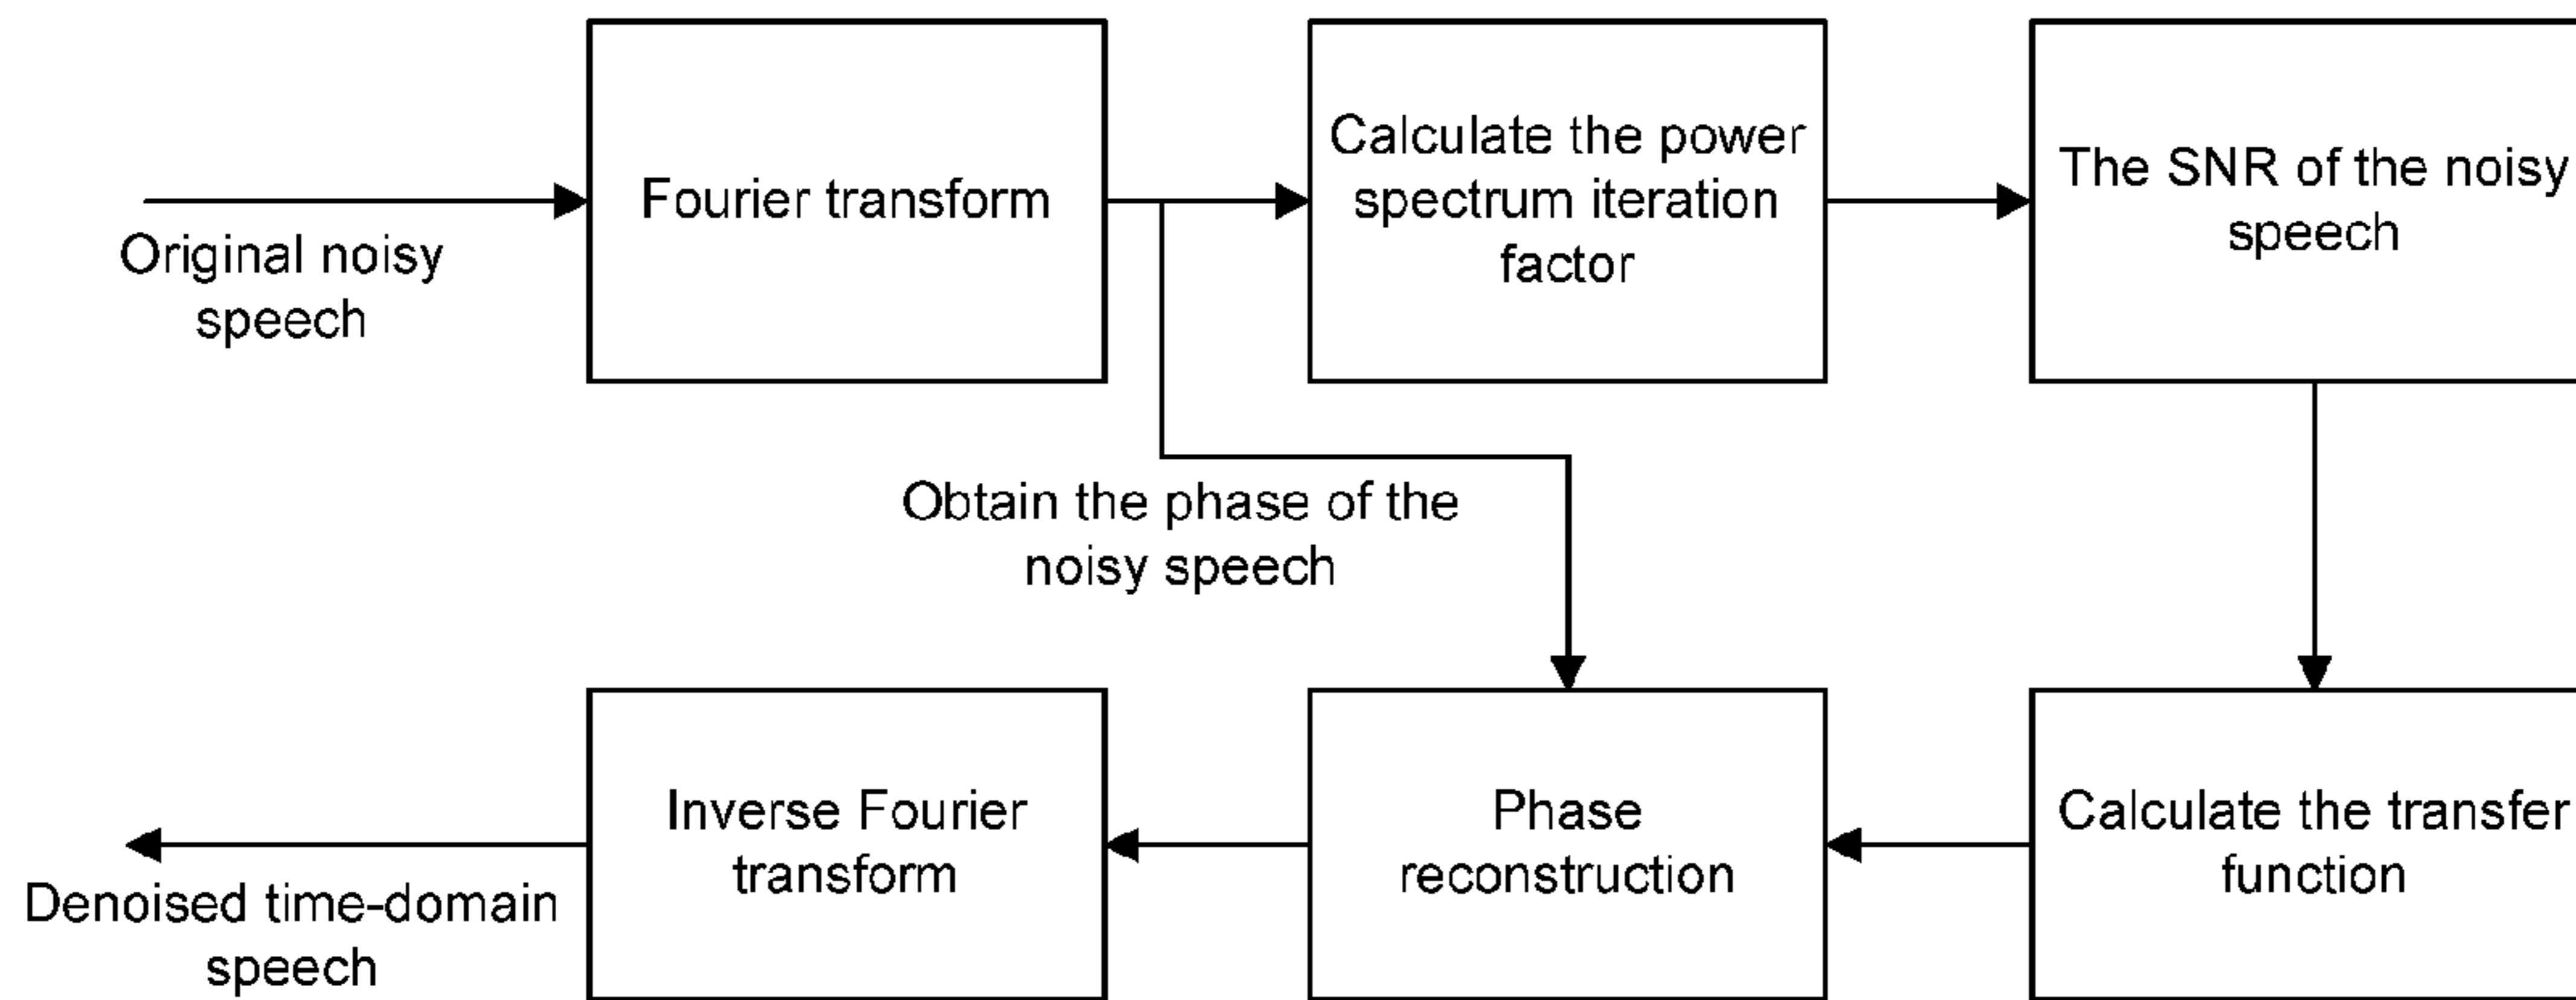 Original noisy
speech
Fourier transform
Calculate the power
spectrum iteration
factor
The SNR of the noisy
speech
Obtain the phase of the
noisy speech
Calculate the transfer
function
Phase
reconstruction
Inverse Fourier
transform
Denoised time-domain
speech